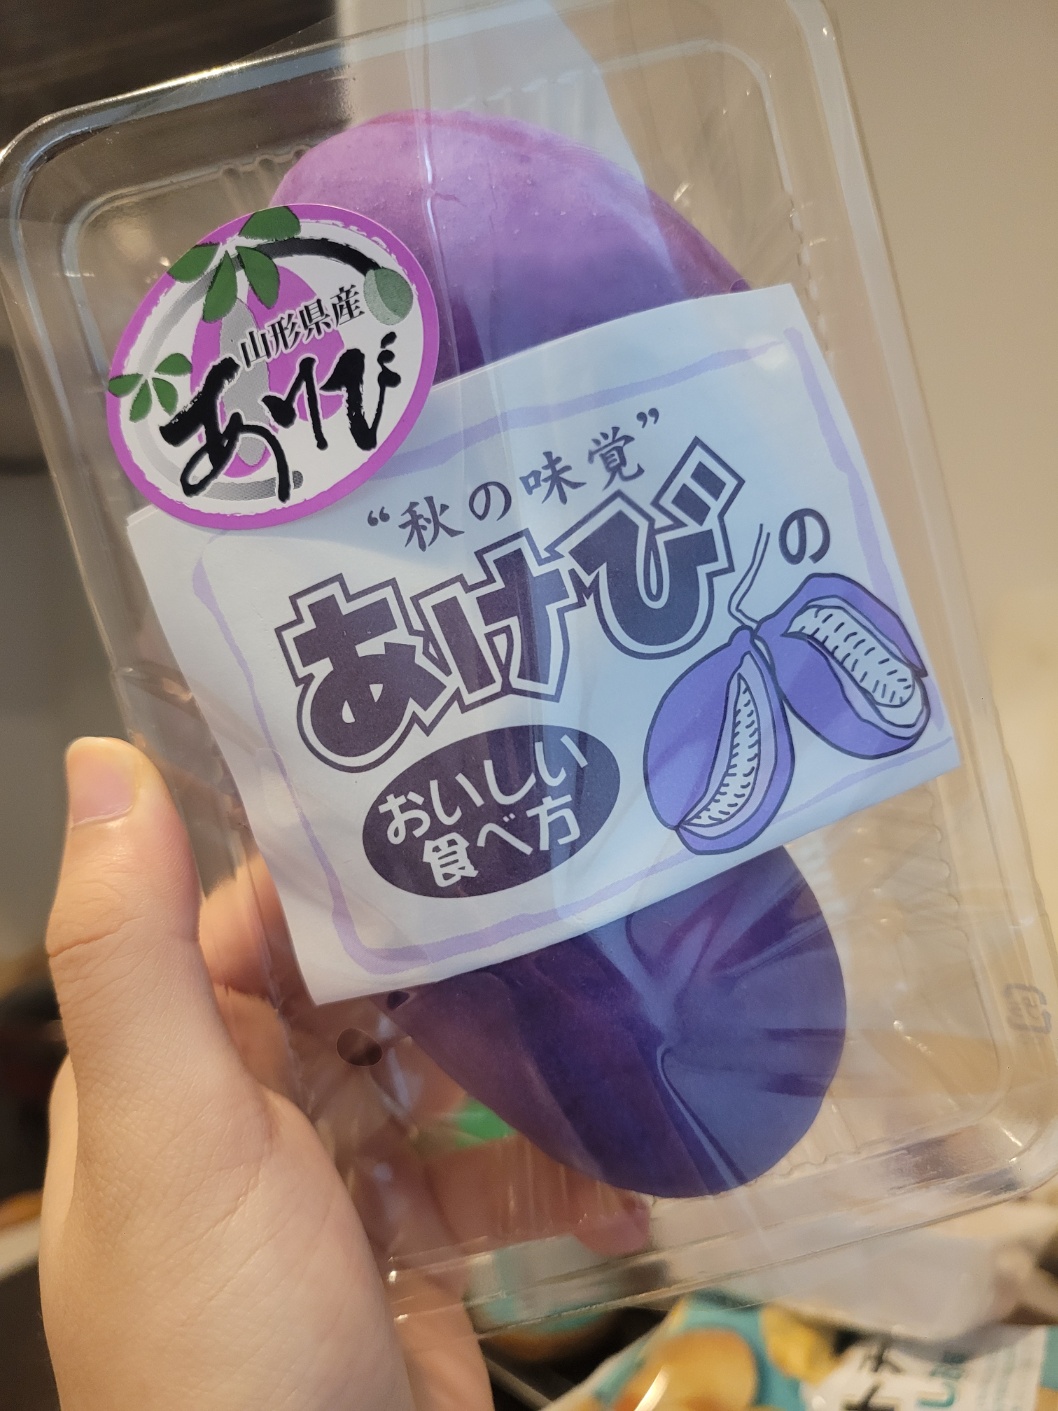 山形県産
あけび
“秋の味覚”
あけびの
おいしい
食べ方